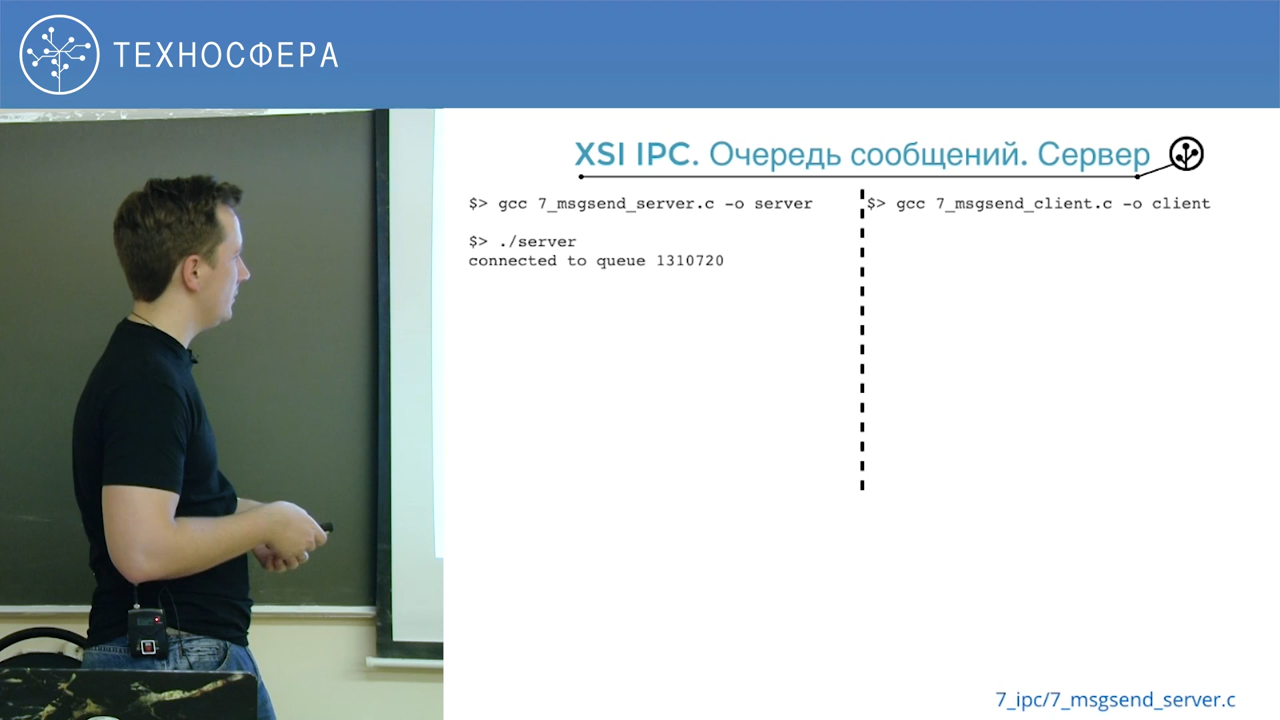 ТЕХНОСФЕРА
XSI IPC. Очередь сообщений. Сервер
$> gcc 7_msgsend_server.c -o server
$> ./server
connected to queue 1310720
$> gcc 7_msgsend_client.c -o client
7_ipc/7_msgsend_server.c